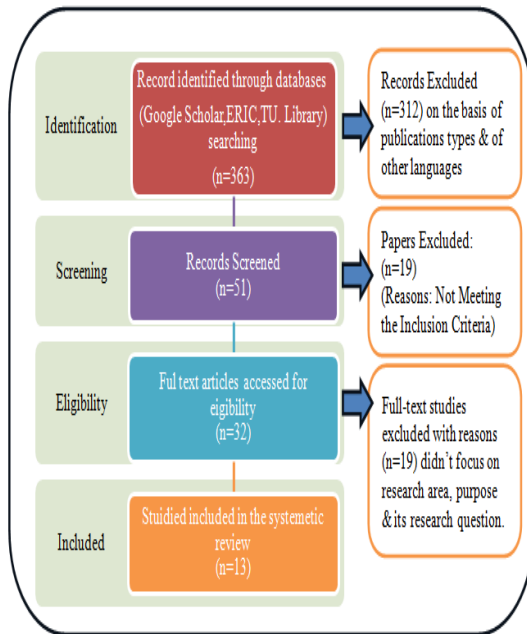 Identification
Record identified through databases
(Google Scholar,ERIC,TU. Library)
searching
(n=363)
Records Excluded
(n=312) on the basis of
publications types & of
other languages
Screening
Records Screened
(n=51)
Papers Excluded:
(n=19)
(Reasons: Not Meeting
the Inclusion Criteria)
Eligibility
Ful text articles accessed for
eigibility
(n=32)
Full-text studies
excluded with reasons
(n=19) didn’t focus on
research area, purpose
& its research question.
Included
Stuidied included in the systemetic
review
(n=13)